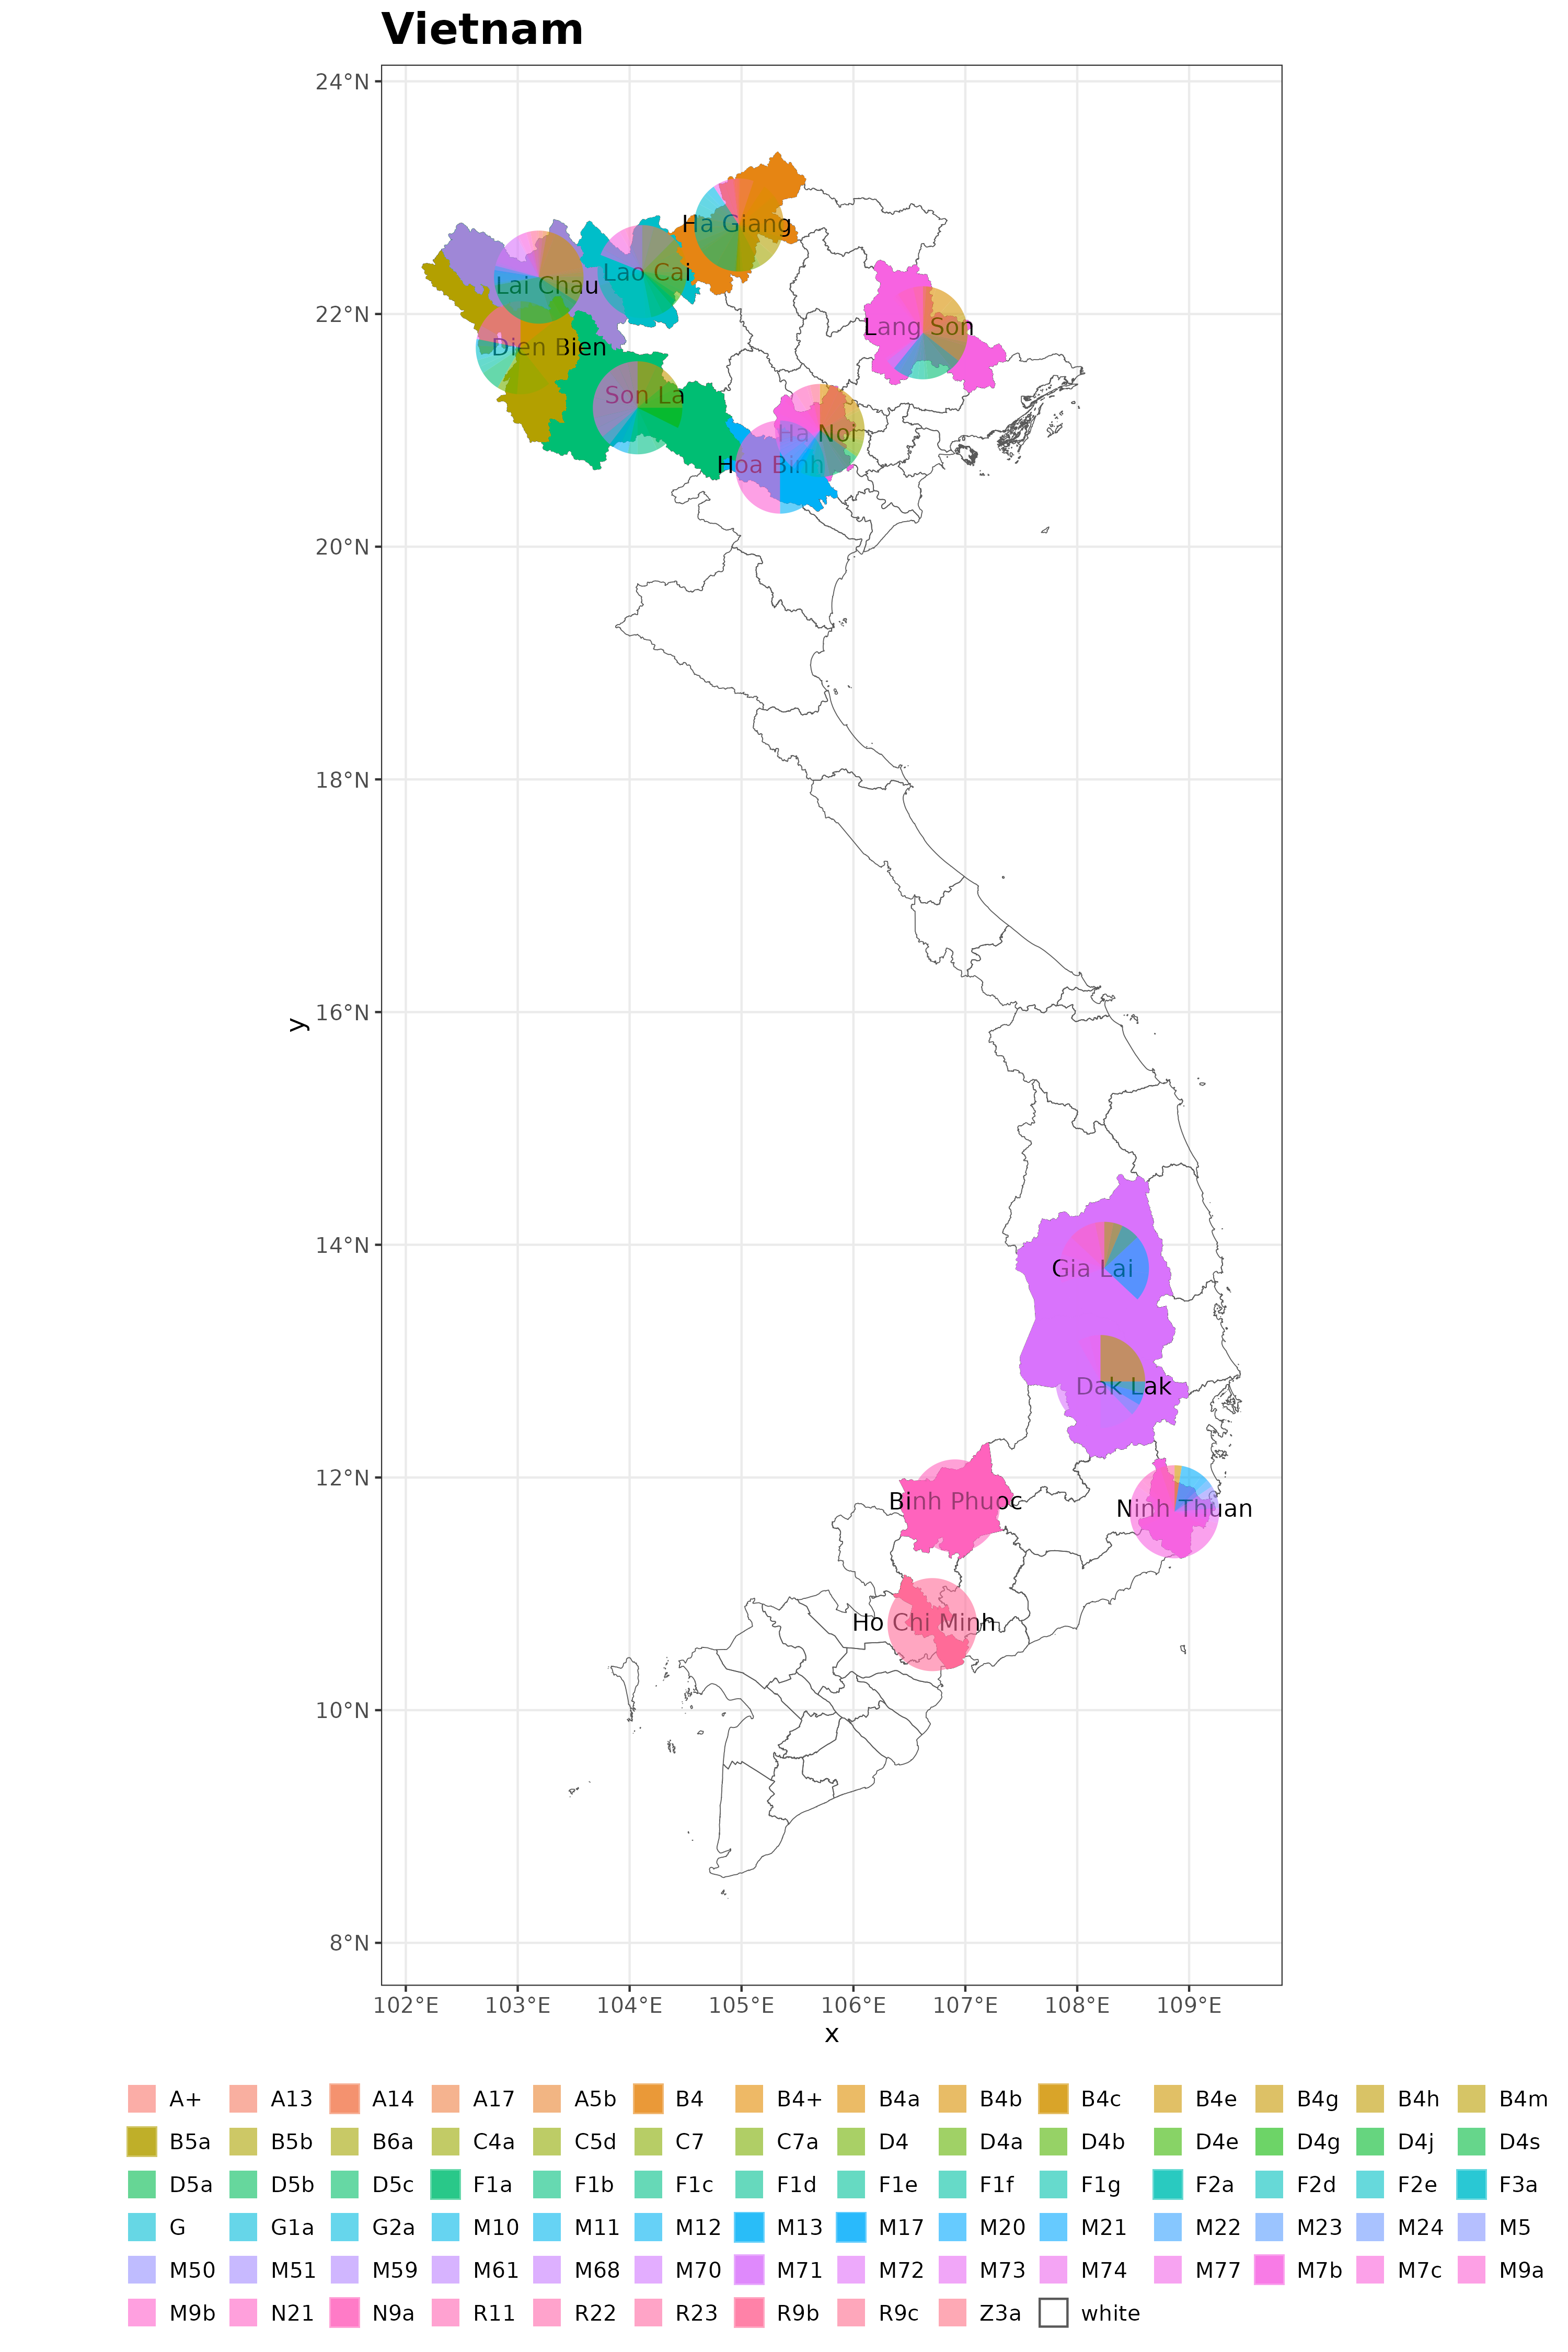 Vietnam
24°N
22°N
20°N
18°N
16°N
14°N
12°N
10°N
8°N
y
Ha Giang
Lao Cai
Lai Chau
Lang Son
Dien Bien
Son La
Ha Noi
Hoa Binh
Gia Lai
Dak Lak
Binh Phuoc
Ninh Thuan
Ho Chi Minh
102°E 103°E 104°E 105°E 106°E 107°E 108°E 109°E
x
A+ A13 A14 A17 A5b B4 B4+ B4a B4b B4c B4e B4g B4h B4m
B5a B5b B6a C4a C5d C7 C7a D4 D4a D4b D4e D4g D4j D4s
D5a D5b D5c F1a F1b F1c F1d F1e F1f F1g F2a F2d F2e F3a
G G1a G2a M10 M11 M12 M13 M17 M20 M21 M22 M23 M24 M5
M50 M51 M59 M61 M68 M70 M71 M72 M73 M74 M77 M7b M7c M9a
M9b N21 N9a R11 R22 R23 R9b R9c Z3a white